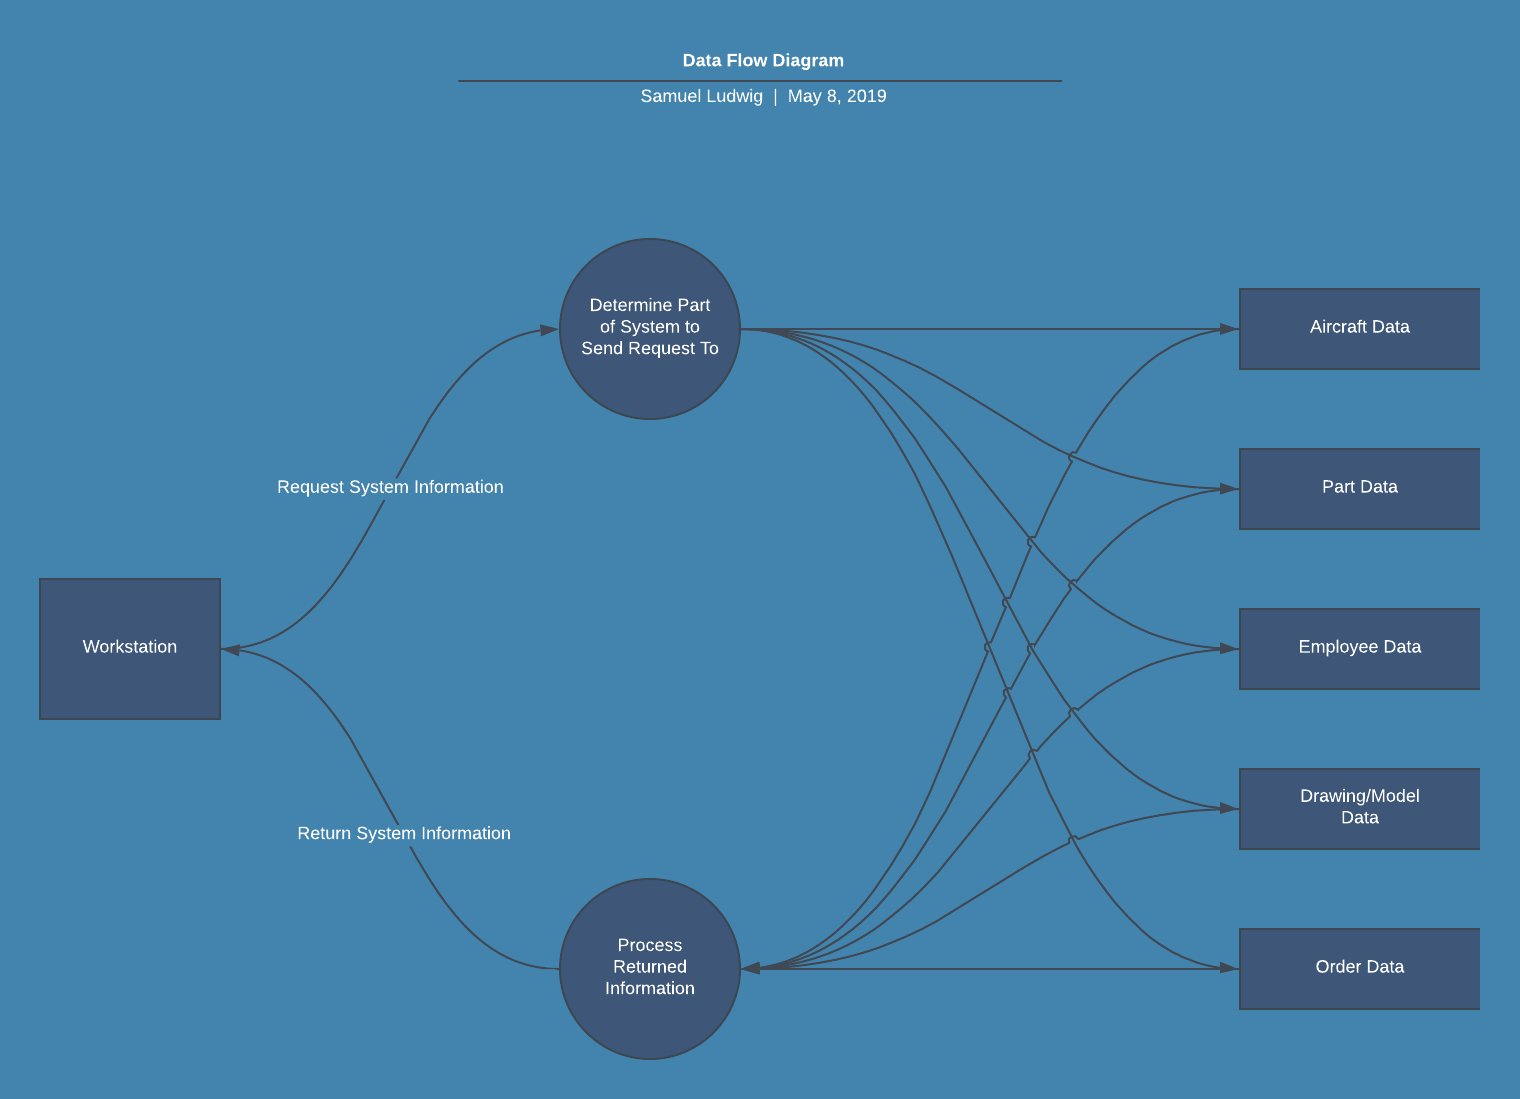 Data Flow Diagram
Samuel Ludwig | May 8, 2019
Determine Part
of System to
Send Request To
Aircraft Data
Request System Information
Part Data
Workstation
Employee Data
Drawing/Model
Data
Return System Information
Process
Returned
Information
Order Data